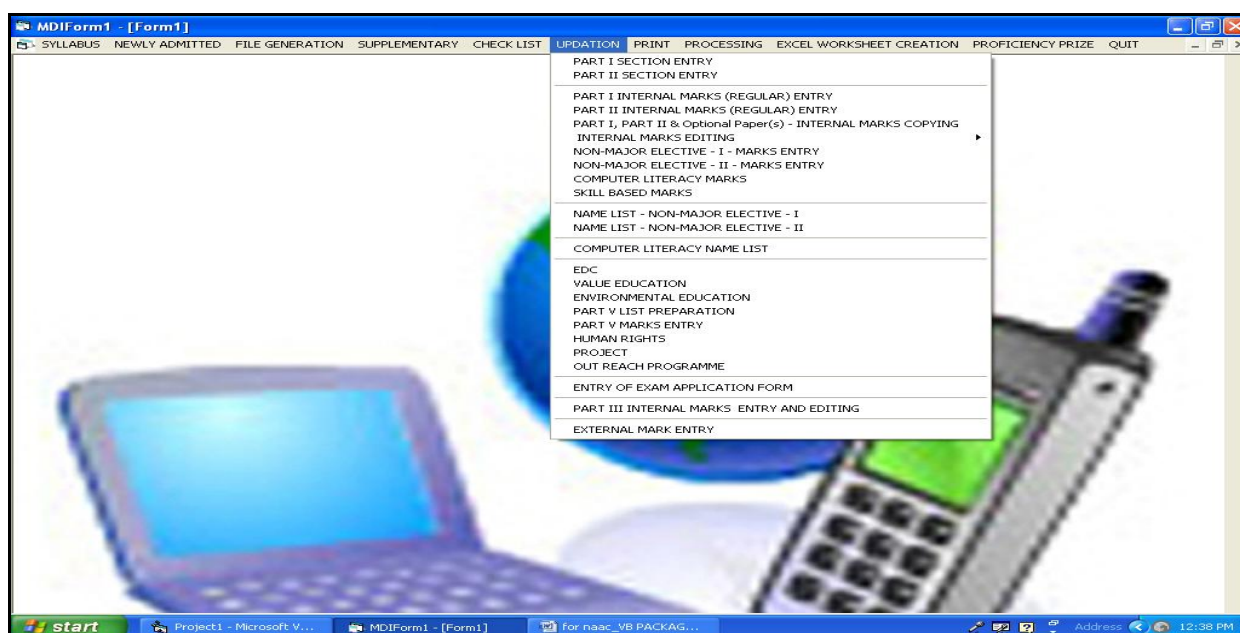 MDIForm1 - [Form1]
SYLLABUS NEWLY ADMITTED FILE GENERATION SUPPLEMENTARY CHECK LIST UPDATION PRINT PROCESSING EXCEL WORKSHEET CREATION PROFICIENCY PRIZE QUIT
PART I SECTION ENTRY
PART II SECTION ENTRY
PART I INTERNAL MARKS (REGULAR) ENTRY
PART II INTERNAL MARKS (REGULAR) ENTRY
PART I, PART II & Optional Paper(s) - INTERNAL MARKS COPYING
INTERNAL MARKS EDITING
NON-MAJOR ELECTIVE - I - MARKS ENTRY
NON-MAJOR ELECTIVE - II - MARKS ENTRY
COMPUTER LITERACY MARKS
SKILL BASED MARKS
NAME LIST - NON-MAJOR ELECTIVE - I
NAME LIST - NON-MAJOR ELECTIVE - II
COMPUTER LITERACY NAME LIST
EDC
VALUE EDUCATION
ENVIRONMENTAL EDUCATION
PART V LIST PREPARATION
PART V MARKS ENTRY
HUMAN RIGHTS
PROJECT
OUT REACH PROGRAMME
ENTRY OF EXAM APPLICATION FORM
PART III INTERNAL MARKS ENTRY AND EDITING
EXTERNAL MARK ENTRY
start Project1 - Microsoft V... MDIForm1 - [Form1] for naac_VB PACKAG... Address 12:38 PM